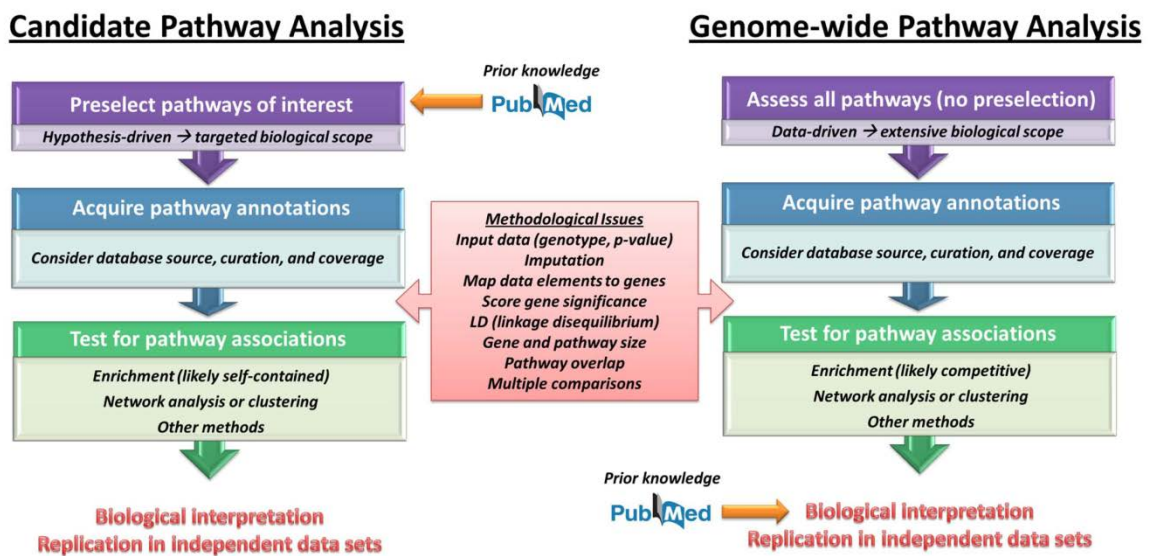 Candidate Pathway Analysis
Prior knowledge
PubMed
Preselect pathways of interest
Hypothesis-driven → targeted biological scope
Acquire pathway annotations
Consider database source, curation, and coverage
Test for pathway associations
Enrichment (likely self-contained)
Network analysis or clustering
Other methods
Biological interpretation
Replication in independent data sets
Methodological Issues
Input data (genotype, p-value)
Imputation
Map data elements to genes
Score gene significance
LD (linkage disequilibrium)
Gene and pathway size
Pathway overlap
Multiple comparisons
Genome-wide Pathway Analysis
Assess all pathways (no preselection)
Data-driven → extensive biological scope
Acquire pathway annotations
Consider database source, curation, and coverage
Test for pathway associations
Enrichment (likely competitive)
Network analysis or clustering
Other methods
Prior knowledge
PubMed
Biological interpretation
Replication in independent data sets